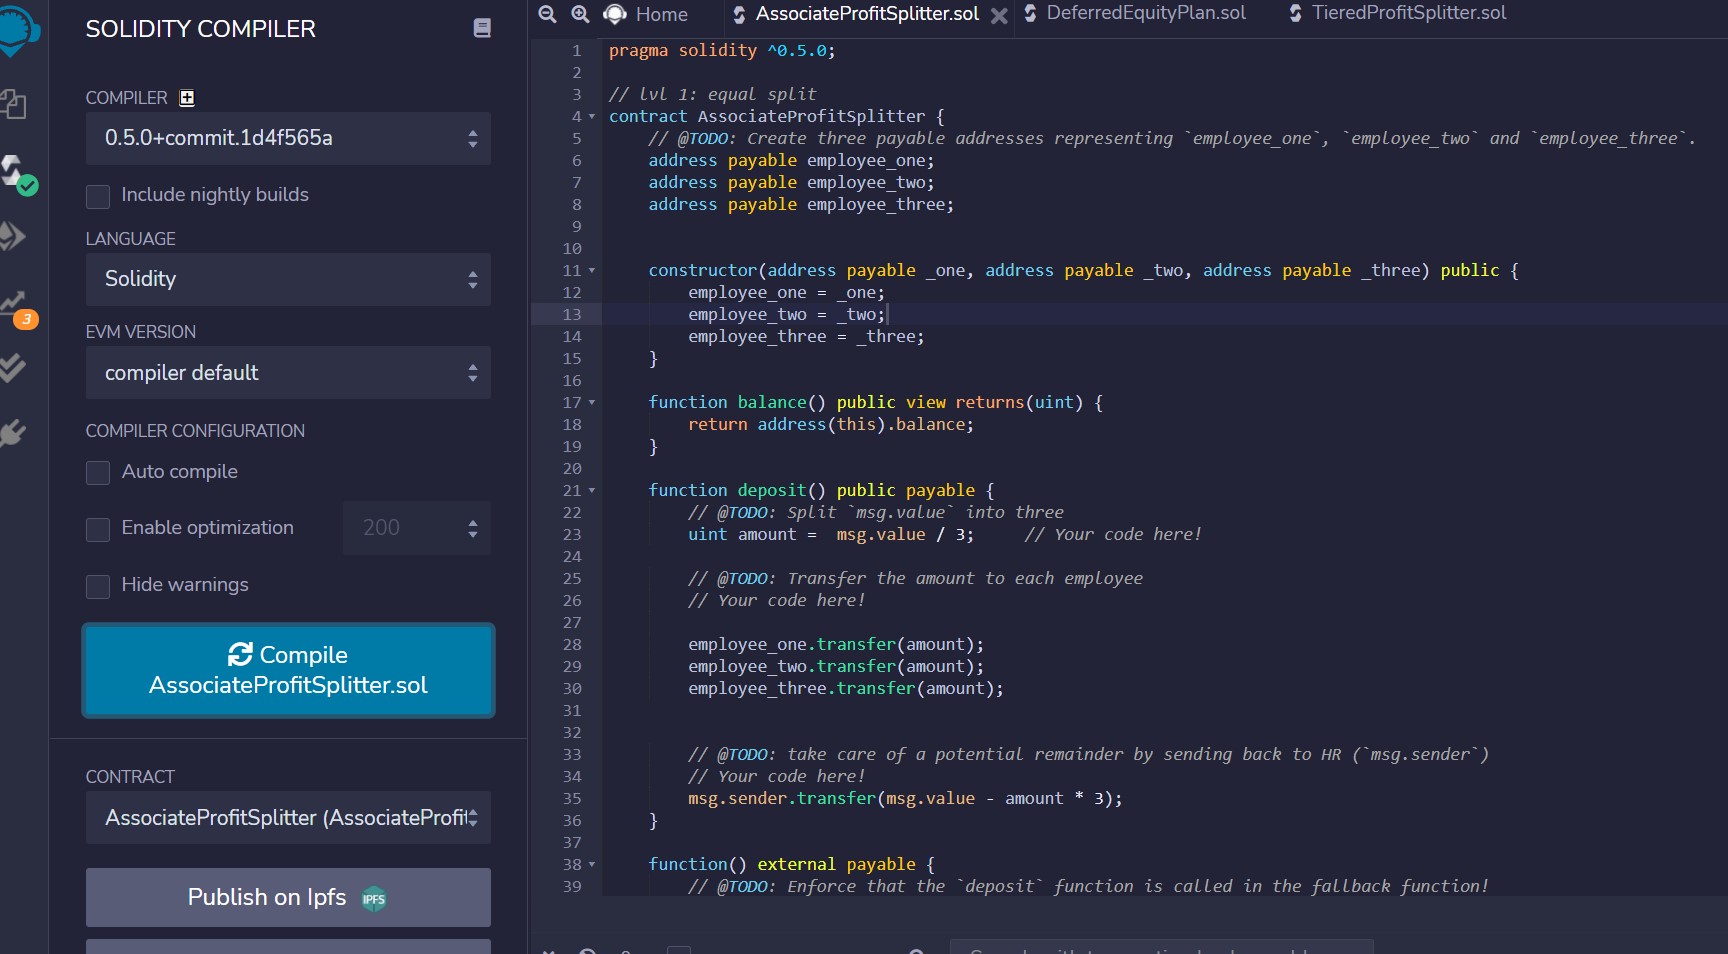 SOLIDITY COMPILER
COMPILER
0.5.0+commit.1d4f565a
Include nightly builds
LANGUAGE
Solidity
EVM VERSION
compiler default
COMPILER CONFIGURATION
Auto compile
Enable optimization
200
Hide warnings
Compile
AssociateProfitSplitter.sol
CONTRACT
AssociateProfitSplitter (AssociateProfit
Publish on Ipfs
IPFS
3
Home
AssociateProfitSplitter.sol
DeferredEquityPlan.sol
TieredProfitSplitter.sol
1 pragma solidity ^0.5.0;
2
3 // lvl 1: equal split
4 contract AssociateProfitSplitter {
5     // @TODO: Create three payable addresses representing `employee_one`, `employee_two` and `employee_three`.
6     address payable employee_one;
7     address payable employee_two;
8     address payable employee_three;
9
10
11     constructor(address payable _one, address payable _two, address payable _three) public {
12         employee_one = _one;
13         employee_two = _two;
14         employee_three = _three;
15     }
16
17     function balance() public view returns(uint) {
18         return address(this).balance;
19     }
20
21     function deposit() public payable {
22         // @TODO: Split `msg.value` into three
23         uint amount =  msg.value / 3;     // Your code here!
24
25         // @TODO: Transfer the amount to each employee
26         // Your code here!
27
28         employee_one.transfer(amount);
29         employee_two.transfer(amount);
30         employee_three.transfer(amount);
31
32
33         // @TODO: take care of a potential remainder by sending back to HR (`msg.sender`)
34         // Your code here!
35         msg.sender.transfer(msg.value - amount * 3);
36     }
37
38     function() external payable {
39         // @TODO: Enforce that the `deposit` function is called in the fallback function!